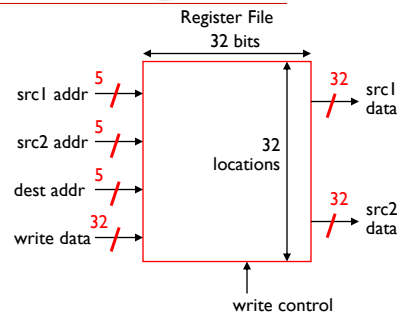 Register File
32 bits
5
src1 addr
5
src2 addr
5
dest addr
32
write data
32
locations
32
src1
data
32
src2
data
write control